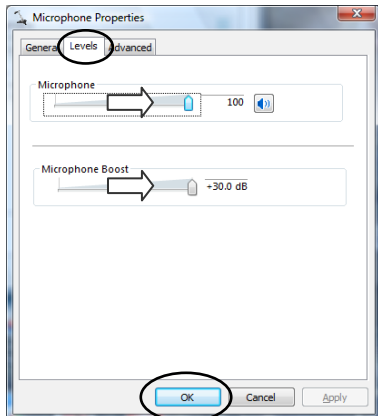 Microphone Properties
General Levels Advanced
Microphone
100
Microphone Boost
+30.0 dB
OK Cancel Apply